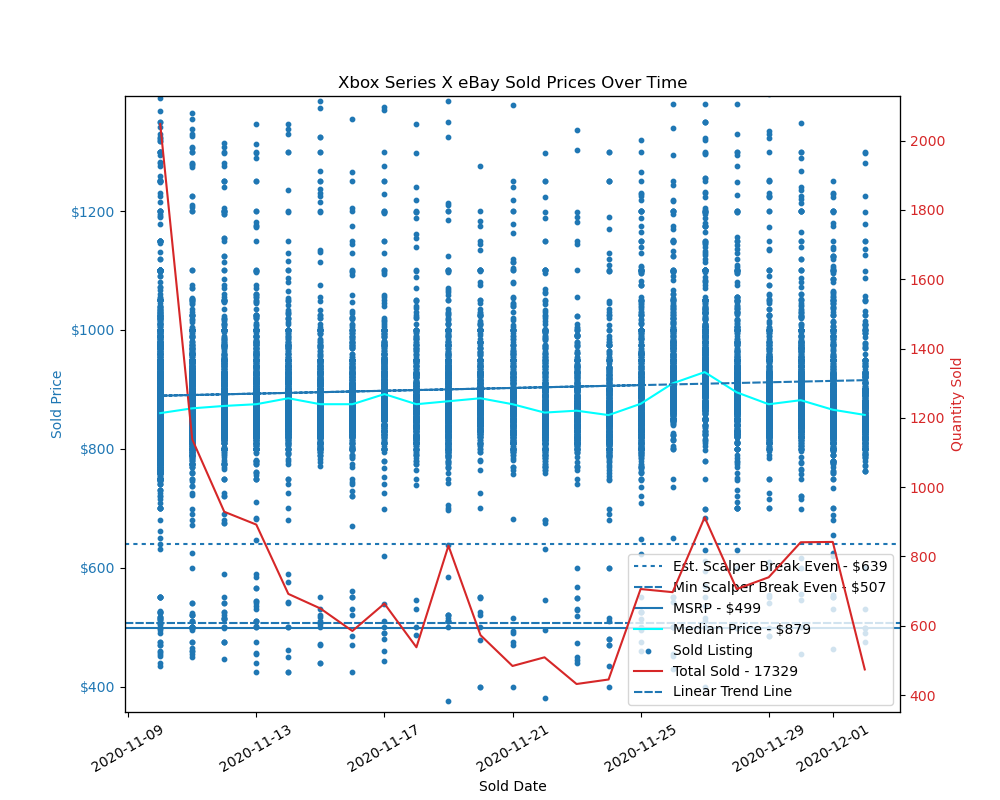 Xbox Series X eBay Sold Prices Over Time
$1200
$1000
$800
$600
$400
Sold Price
2000
1800
1600
1400
1200
1000
800
600
400
Quantity Sold
Est. Scalper Break Even - $639
Min Scalper Break Even - $507
MSRP - $499
Median Price - $879
Sold Listing
Total Sold - 17329
Linear Trend Line
2020-11-09
2020-11-13
2020-11-17
2020-11-21
2020-11-25
2020-11-29
2020-12-01
Sold Date